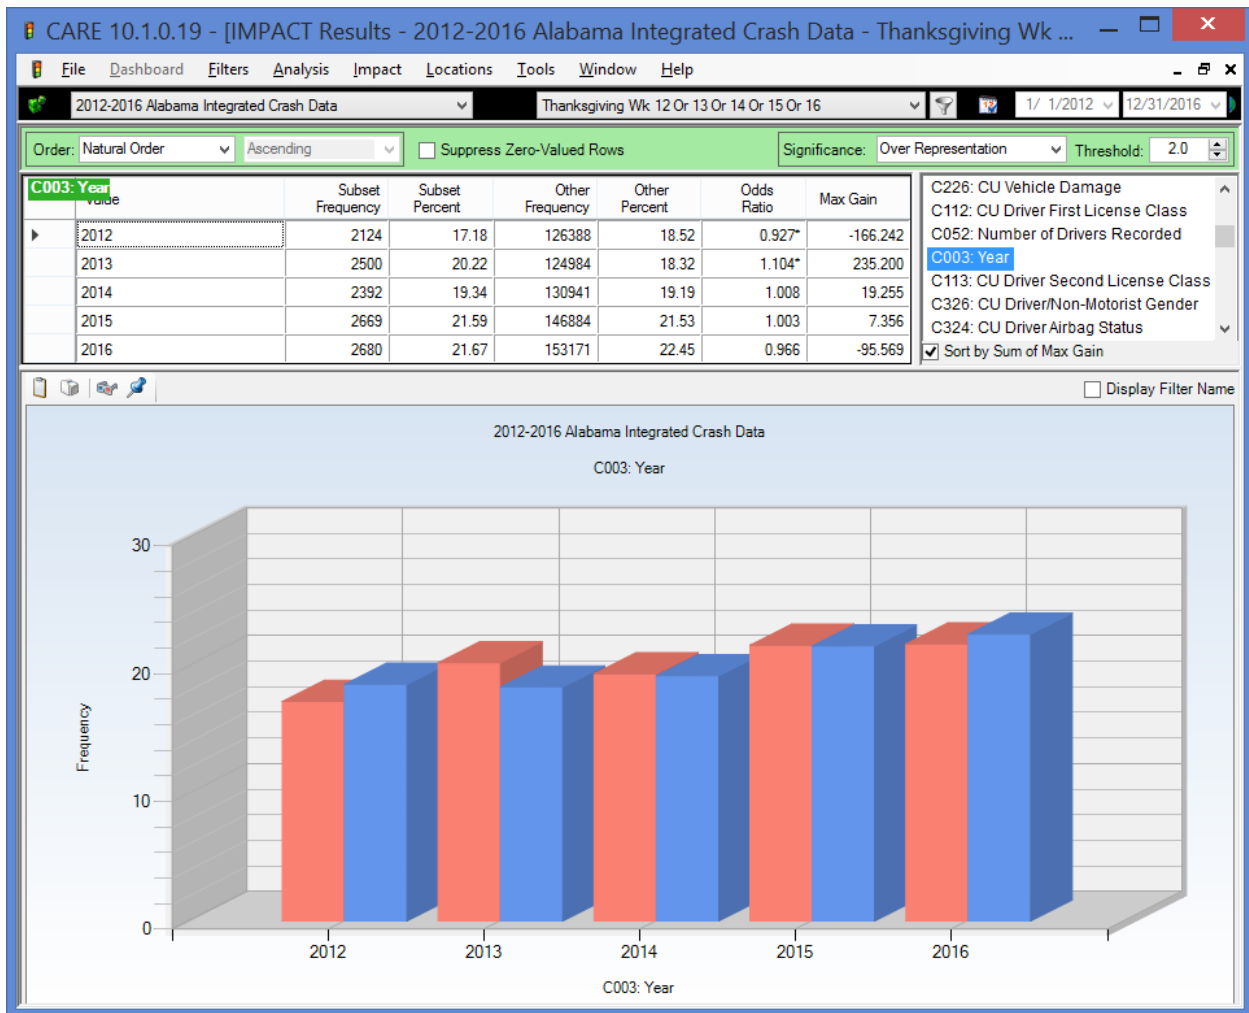 CARE 10.1.0.19 - [IMPACT Results - 2012-2016 Alabama Integrated Crash Data - Thanksgiving Wk ...
File Dashboard Filters Analysis Impact Locations Tools Window Help
2012-2016 Alabama Integrated Crash Data Thanksgiving Wk 12 Or 13 Or 14 Or 15 Or 16 1/ 1/2012 12/31/2016
Order: Natural Order Ascending Suppress Zero-Valued Rows Significance: Over Representation Threshold: 2.0
C003: Year
Value Subset Frequency Subset Percent Other Frequency Other Percent Odds Ratio Max Gain
2012 2124 17.18 126388 18.52 0.927* -166.242
2013 2500 20.22 124984 18.32 1.104* 235.200
2014 2392 19.34 130941 19.19 1.008 19.255
2015 2669 21.59 146884 21.53 1.003 7.356
2016 2680 21.67 153171 22.45 0.966 -95.569
C226: CU Vehicle Damage
C112: CU Driver First License Class
C052: Number of Drivers Recorded
C003: Year
C113: CU Driver Second License Class
C326: CU Driver/Non-Motorist Gender
C324: CU Driver Airbag Status
Sort by Sum of Max Gain
Display Filter Name
2012-2016 Alabama Integrated Crash Data
C003: Year
30
20
10
0
Frequency
2012 2013 2014 2015 2016
C003: Year